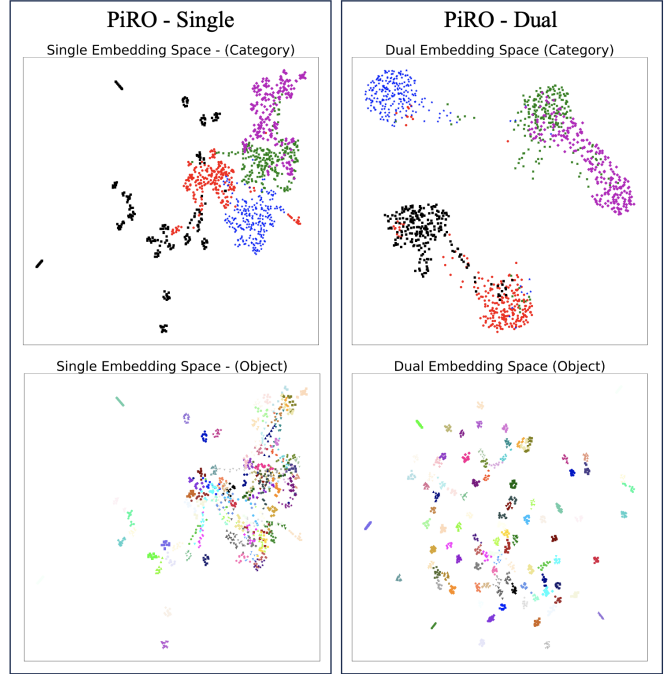 PiRO - Single
Single Embedding Space - (Category)
Single Embedding Space - (Object)
PiRO - Dual
Dual Embedding Space (Category)
Dual Embedding Space (Object)